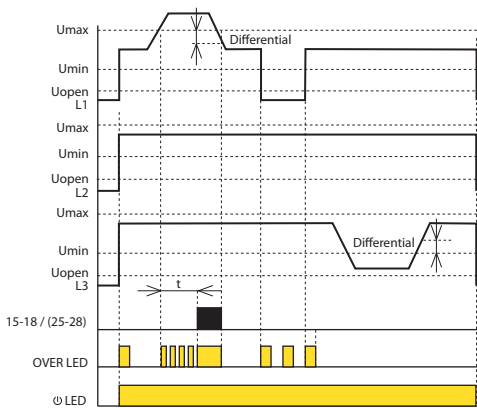 Umax
Differential
Umin
Uopen
L1
Umax
Umin
Uopen
L2
Umax
Differential
Umin
Uopen
L3
t
15-18 / (25-28)
OVER LED
⏻ LED